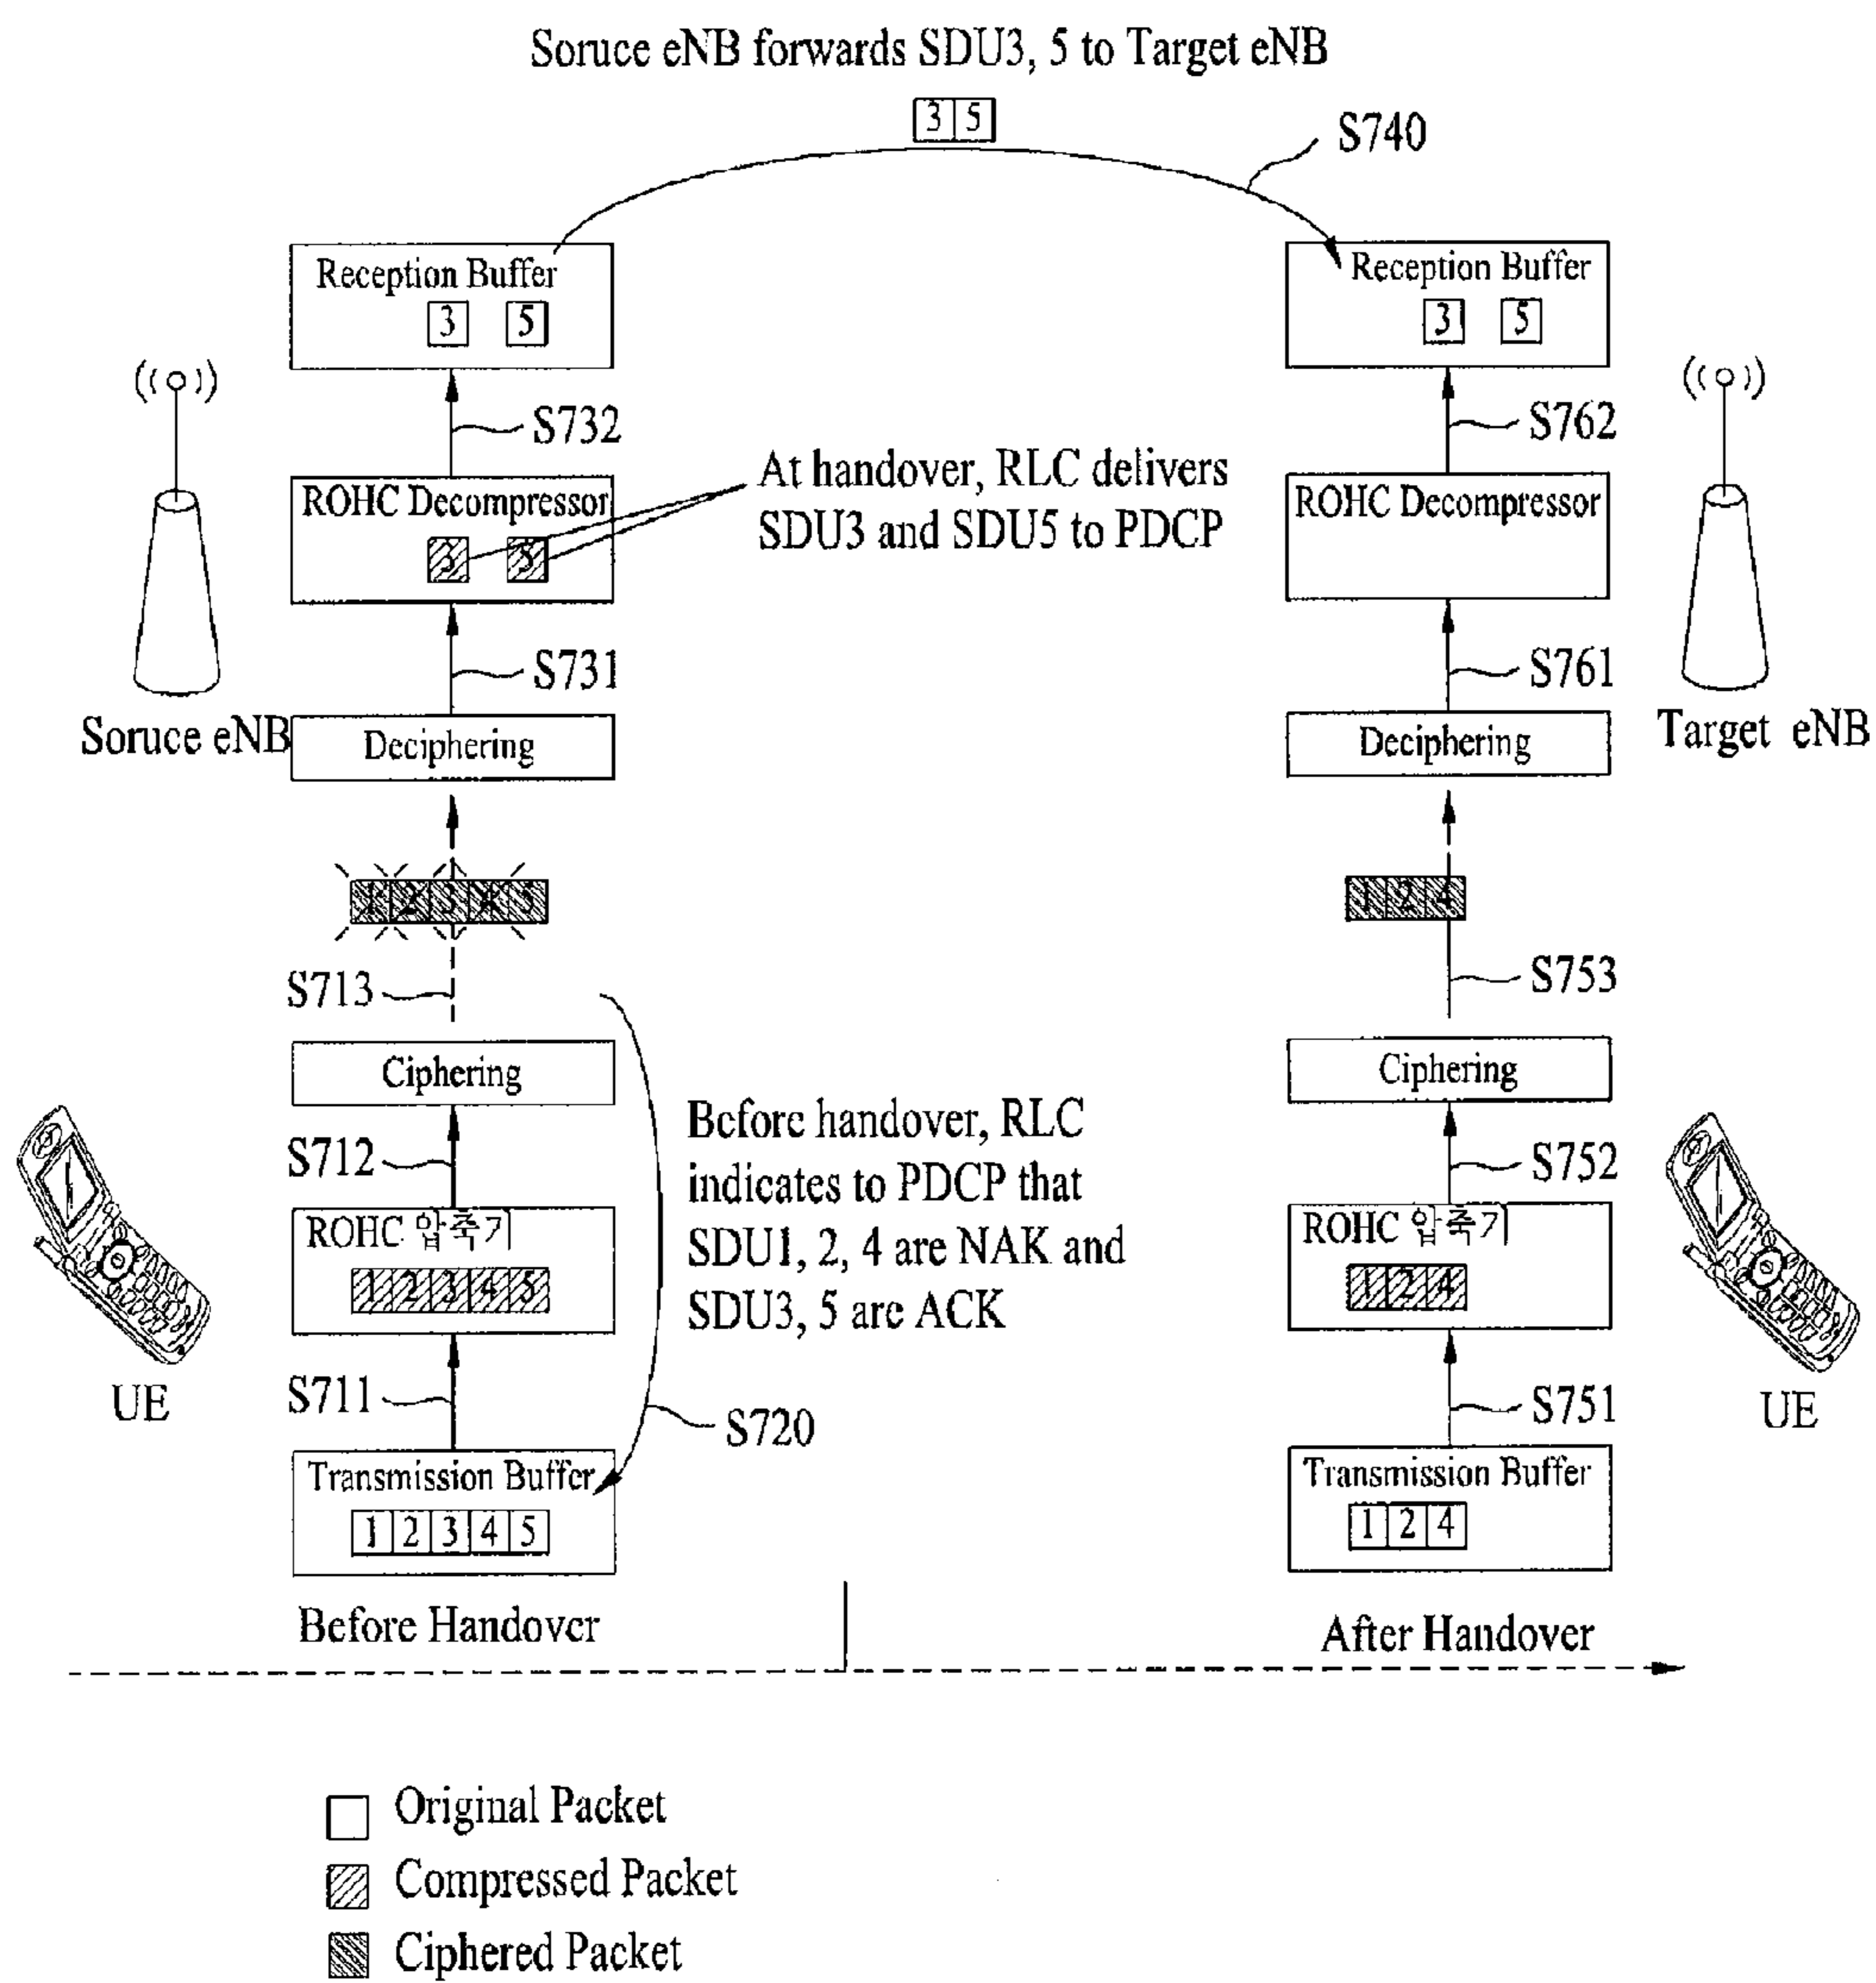 Soruce eNB forwards SDU3, 5 to Target eNB
3 5
S740
Reception Buffer
3 5
Reception Buffer
3 5
S732
S762
ROHC Decompressor
3 5
At handover, RLC delivers
SDU3 and SDU5 to PDCP
ROHC Decompressor
S731
S761
Soruce eNB
Deciphering
Deciphering
Target eNB
1 2 3 4 5
1 2 4
S713
S753
Ciphering
Ciphering
S712
S752
Before handover, RLC
indicates to PDCP that
SDU1, 2, 4 are NAK and
SDU3, 5 are ACK
ROHC 압축기
1 2 3 4 5
ROHC 압축기
1 2 4
UE
UE
S711
S751
S720
Transmission Buffer
1 2 3 4 5
Transmission Buffer
1 2 4
Before Handover
After Handover
Original Packet
Compressed Packet
Ciphered Packet